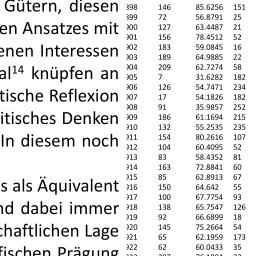 Gütern, diesen
en Ansatzes mit
enen Interessen
al¹⁴ knüpfen an
tische Reflexion
itisches Denken
In diesem noch
s als Äquivalent
nd dabei immer
chaftlichen Lage
fischen Prägung
898 146 85.6256 151
899 72 56.8791 25
900 127 63.4487 21
901 156 78.4512 52
902 183 59.0845 16
903 189 64.9885 22
904 209 62.7274 58
905 7 31.6282 182
906 126 54.7471 234
907 17 54.1826 182
908 91 35.9857 252
909 186 61.1694 215
910 132 55.2535 235
911 154 80.2616 107
912 104 60.4095 52
913 83 58.4352 81
914 163 72.8841 60
915 85 62.8913 67
916 150 64.642 55
917 100 67.7754 93
918 138 65.7547 126
919 92 66.6899 18
920 145 75.2664 54
921 65 62.1959 173
922 62 60.0433 35